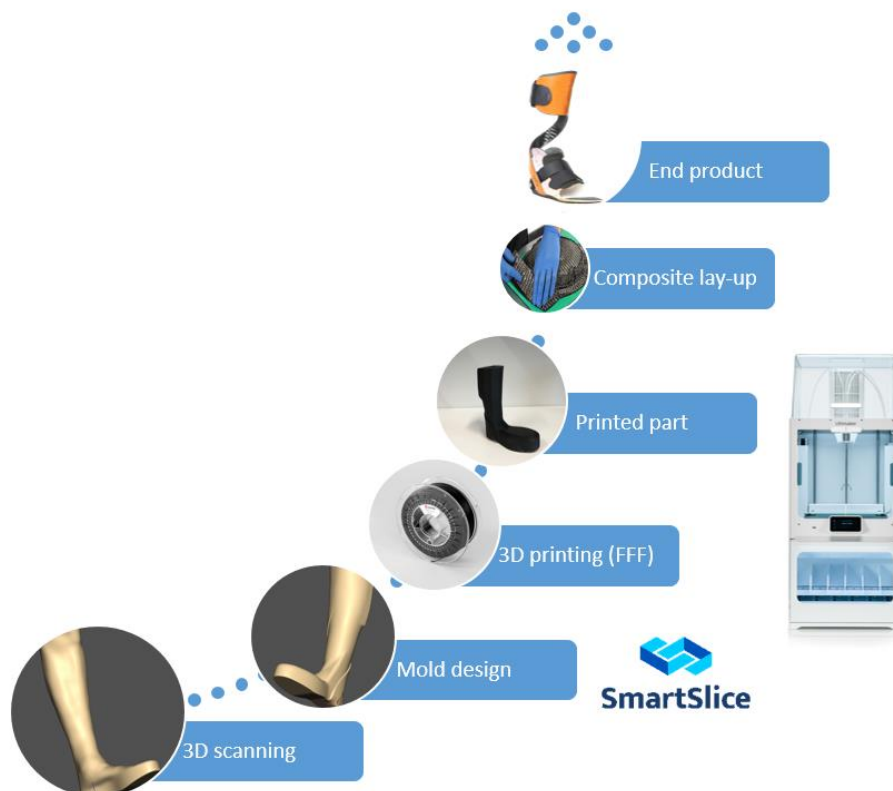 End product
Composite lay-up
Printed part
3D printing (FFF)
Mold design
SmartSlice
3D scanning